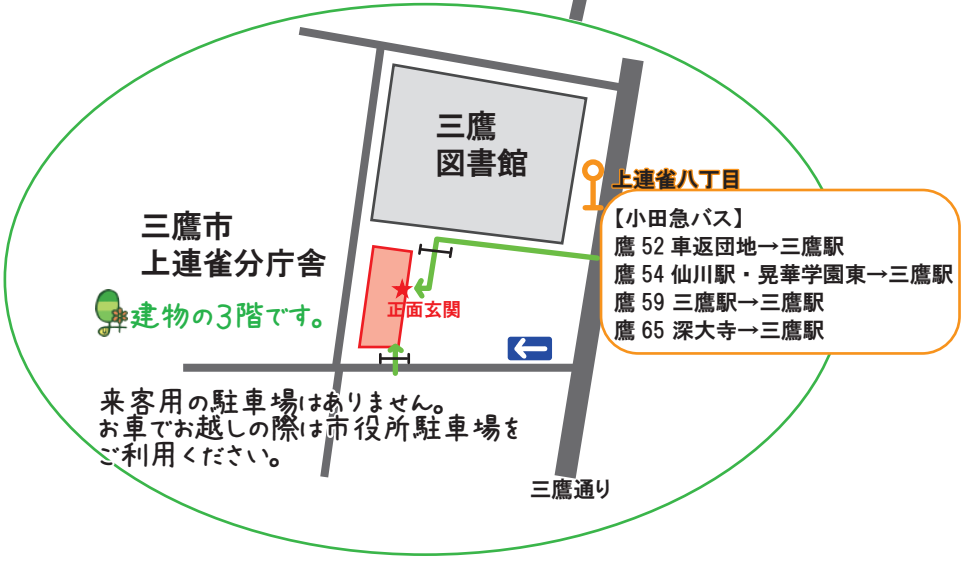 三鷹
図書館
上連雀八丁目
【小田急バス】
鷹 52 車返団地→三鷹駅
鷹 54 仙川駅・晃華学園東→三鷹駅
鷹 59 三鷹駅→三鷹駅
鷹 65 深大寺→三鷹駅
三鷹市
上連雀分庁舎
建物の3階です。
正面玄関
来客用の駐車場はありません。
お車でお越しの際は市役所駐車場を
ご利用ください。
三鷹通り